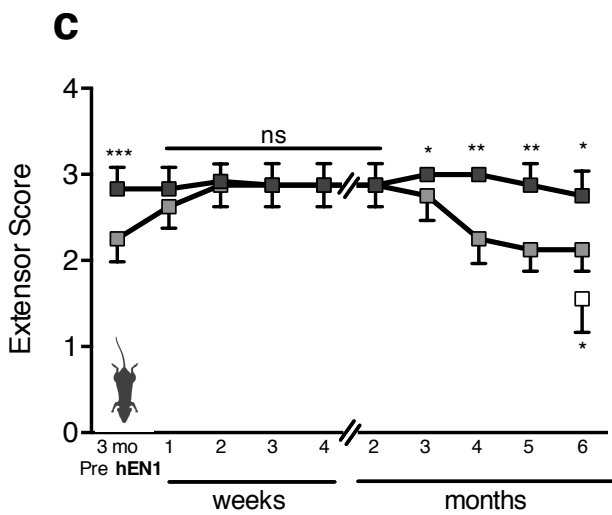 c
4
ns
*** * ** ** *
3
Extensor Score
2
1
*
0
3 mo 1 2 3 4 2 3 4 5 6
Pre hEN1
weeks months